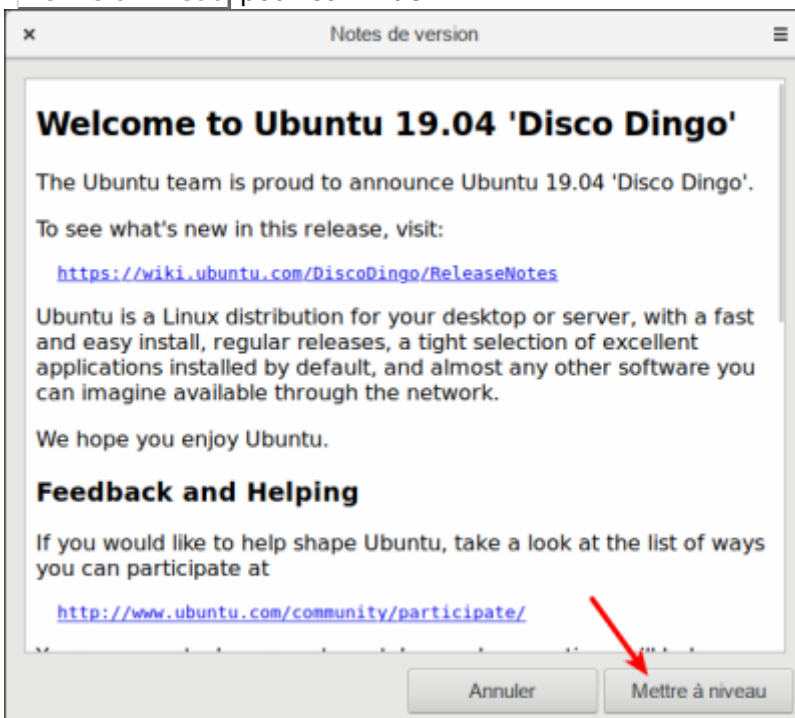 Notes de version
Welcome to Ubuntu 19.04 'Disco Dingo'
The Ubuntu team is proud to announce Ubuntu 19.04 'Disco Dingo'.
To see what's new in this release, visit:
https://wiki.ubuntu.com/DiscoDingo/ReleaseNotes
Ubuntu is a Linux distribution for your desktop or server, with a fast
and easy install, regular releases, a tight selection of excellent
applications installed by default, and almost any other software you
can imagine available through the network.
We hope you enjoy Ubuntu.
Feedback and Helping
If you would like to help shape Ubuntu, take a look at the list of ways
you can participate at
http://www.ubuntu.com/community/participate/
Annuler
Mettre à niveau